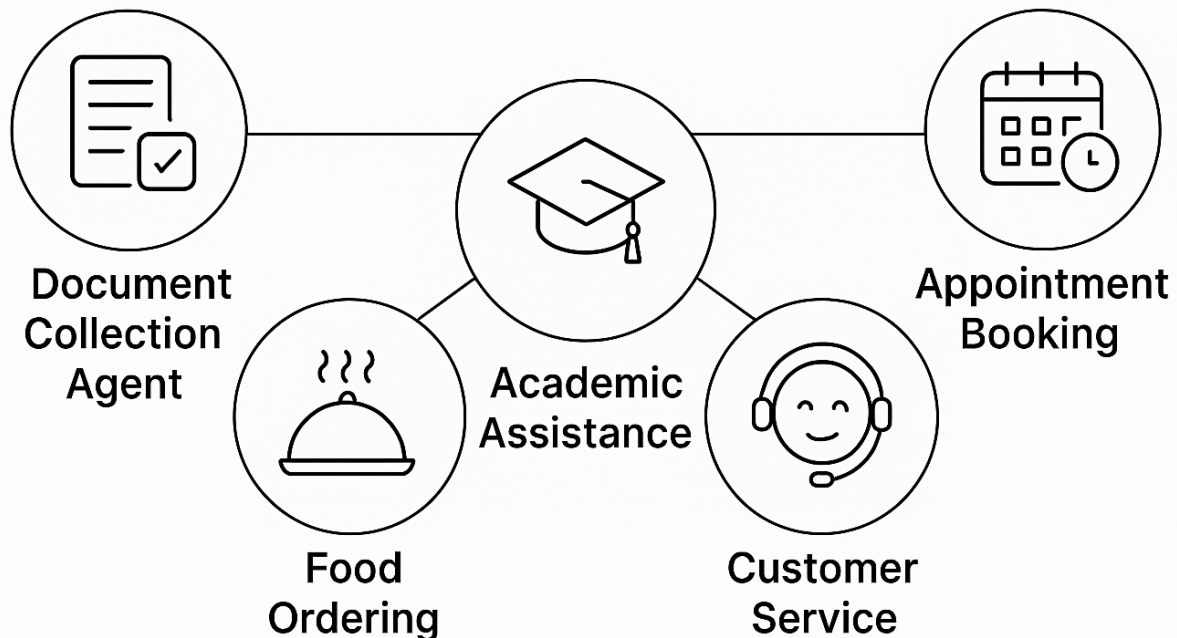 Document
Collection
Agent
Appointment
Booking
Academic
Assistance
Food
Ordering
Customer
Service